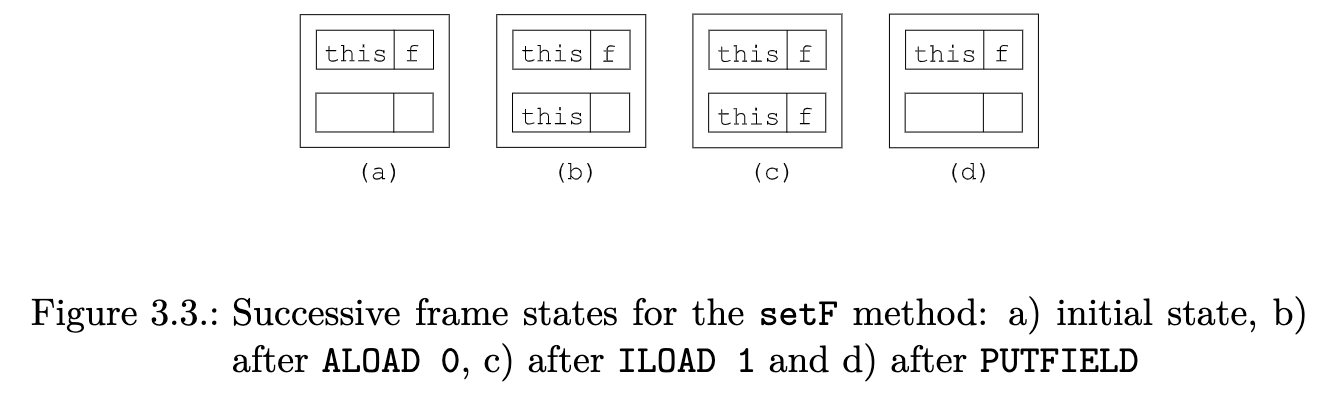 this f this f this f this f
this this f
(a) (b) (c) (d)
Figure 3.3.: Successive frame states for the setF method: a) initial state, b)
after ALOAD 0, c) after ILOAD 1 and d) after PUTFIELD